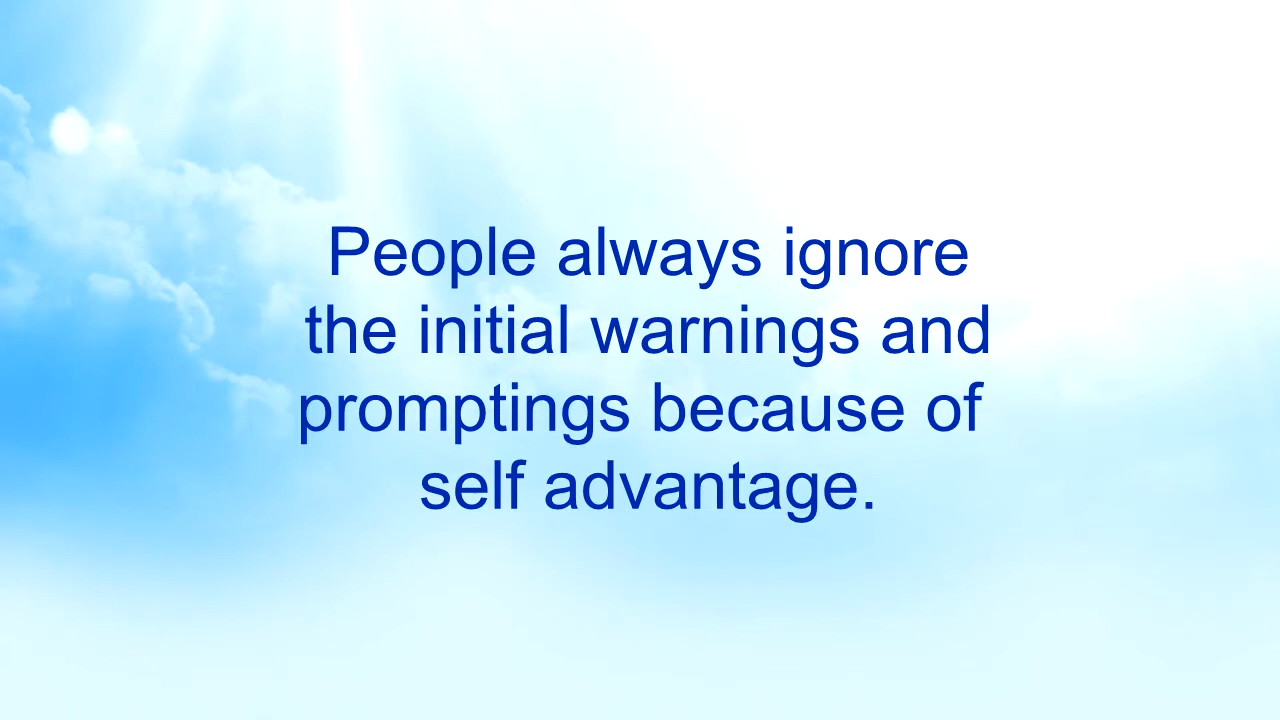 People always ignore
the initial warnings and
promptings because of
self advantage.